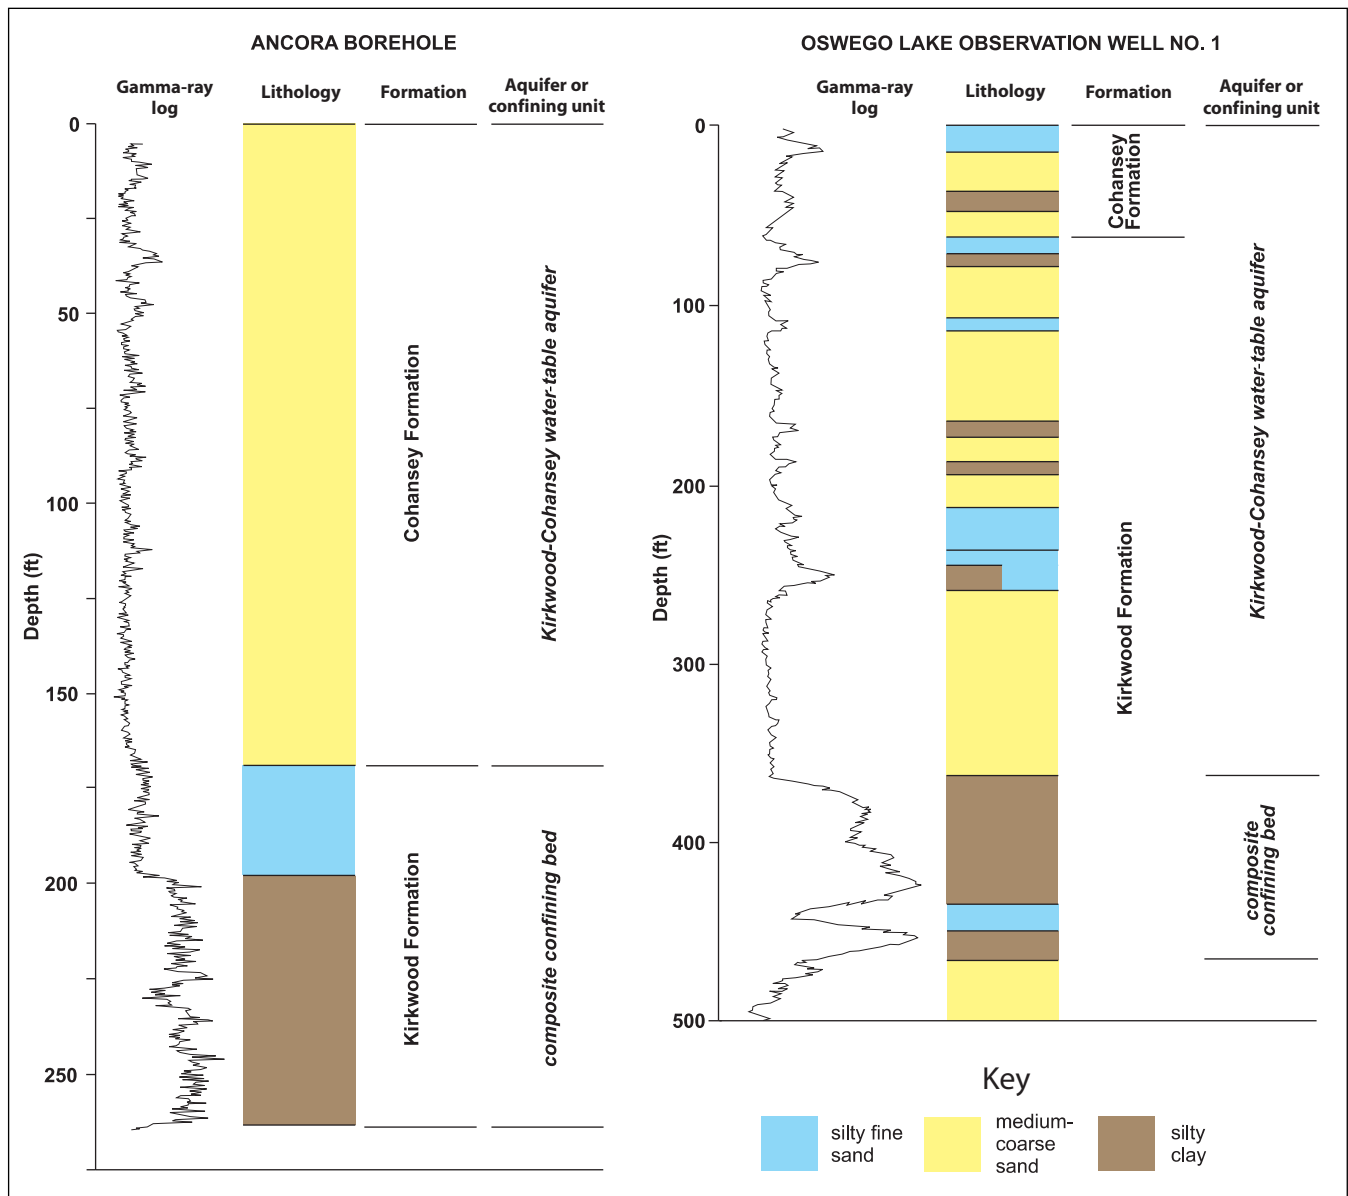 ANCORA BOREHOLE
Gamma-ray
log
Lithology
Formation
Aquifer or
confining unit
0
50
100
150
200
250
Depth (ft)
Cohansey Formation
Kirkwood Formation
Kirkwood-Cohansey water-table aquifer
composite confining bed
OSWEGO LAKE OBSERVATION WELL NO. 1
Gamma-ray
log
Lithology
Formation
Aquifer or
confining unit
0
100
200
300
400
500
Depth (ft)
Cohansey
Formation
Kirkwood Formation
Kirkwood-Cohansey water-table aquifer
composite
confining bed
Key
silty fine
sand
medium-
coarse
sand
silty
clay